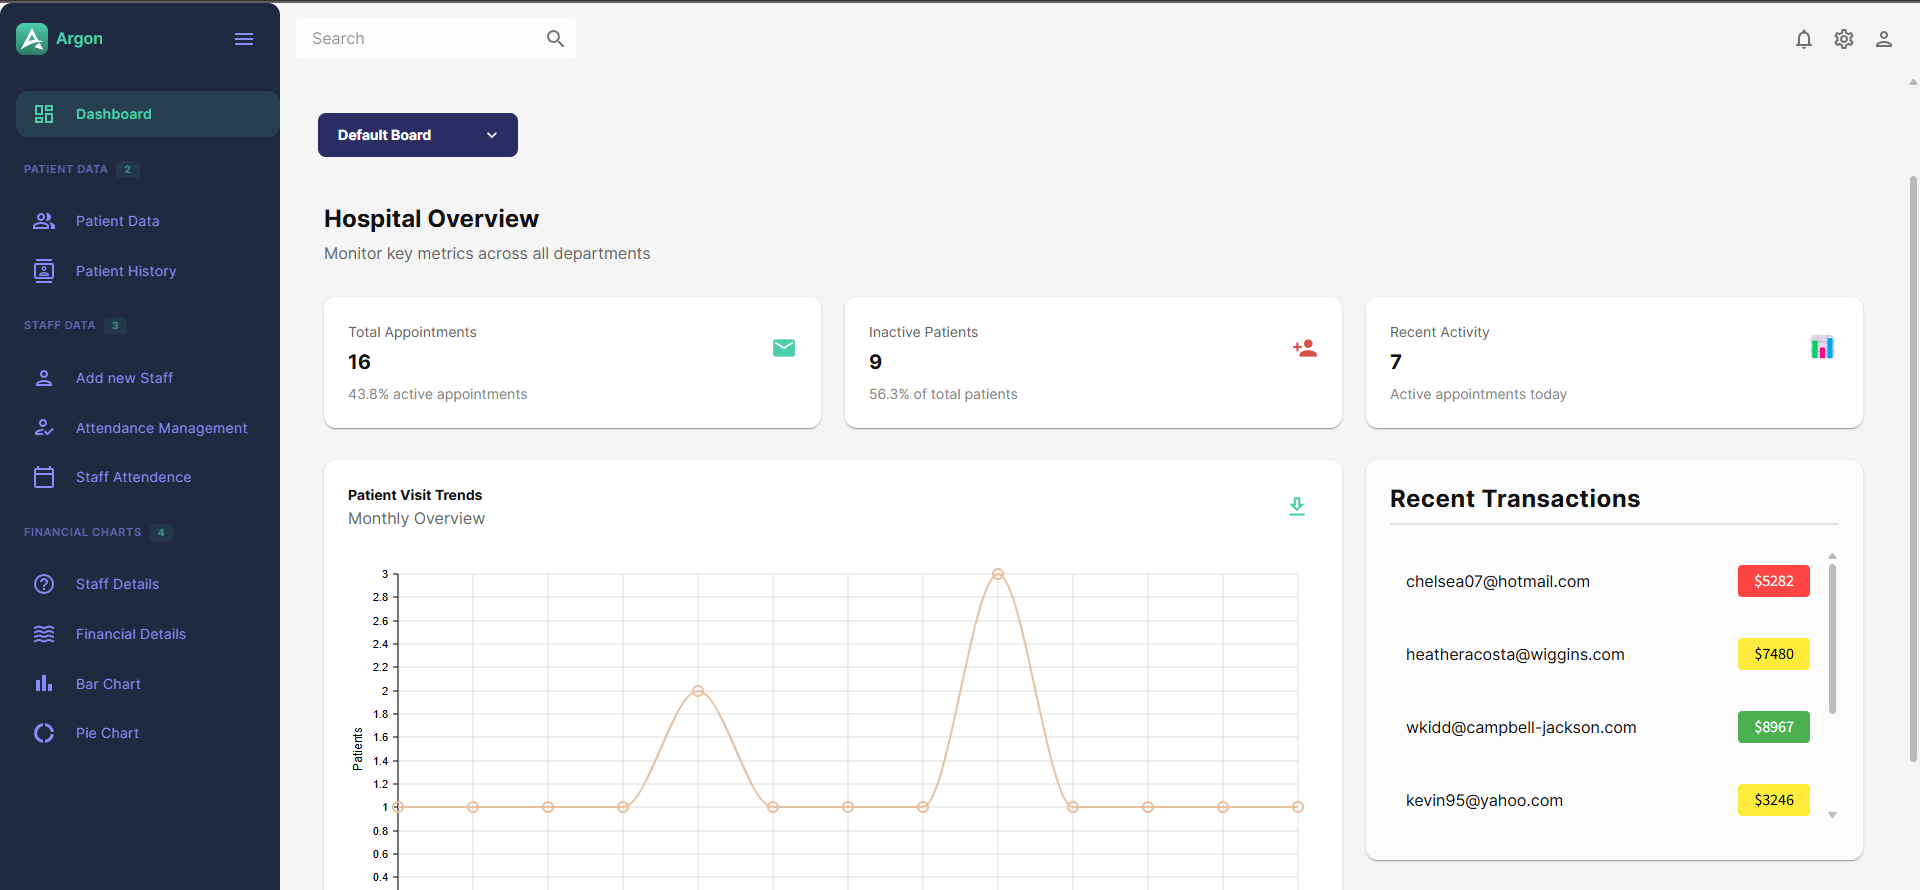 Argon
Search
Dashboard
PATIENT DATA 2
Patient Data
Patient History
STAFF DATA 3
Add new Staff
Attendance Management
Staff Attendence
FINANCIAL CHARTS 4
Staff Details
Financial Details
Bar Chart
Pie Chart
Default Board
Hospital Overview
Monitor key metrics across all departments
Total Appointments
16
43.8% active appointments
Inactive Patients
9
56.3% of total patients
Recent Activity
7
Active appointments today
Patient Visit Trends
Monthly Overview
3
2.8
2.6
2.4
2.2
2
1.8
1.6
1.4
1.2
1
0.8
0.6
0.4
Patients
Recent Transactions
chelsea07@hotmail.com $5282
heatheracosta@wiggins.com $7480
wkidd@campbell-jackson.com $8967
kevin95@yahoo.com $3246